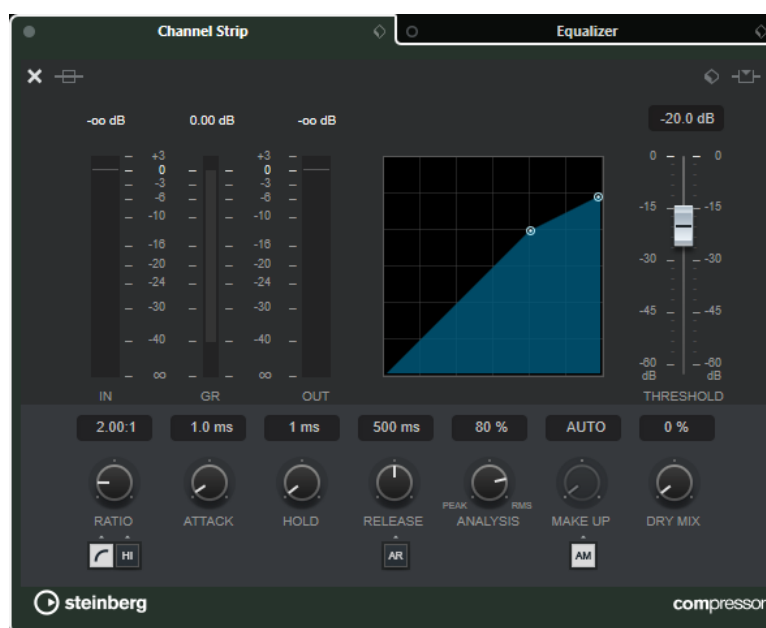 Channel Strip Equalizer
-oo dB 0.00 dB -oo dB -20.0 dB
+3 +3 0 0
0 0
-3 -3
-6 -6
-10 -10 -15 -15
-16 -16
-20 -20 -30 -30
-24 -24
-30 -30 -45 -45
-40 -40
-60 -60
∞ ∞ dB dB
IN GR OUT THRESHOLD
2.00:1 1.0 ms 1 ms 500 ms 80 % AUTO 0 %
PEAK RMS
RATIO ATTACK HOLD RELEASE ANALYSIS MAKE UP DRY MIX
HI AR AM
steinberg compressor